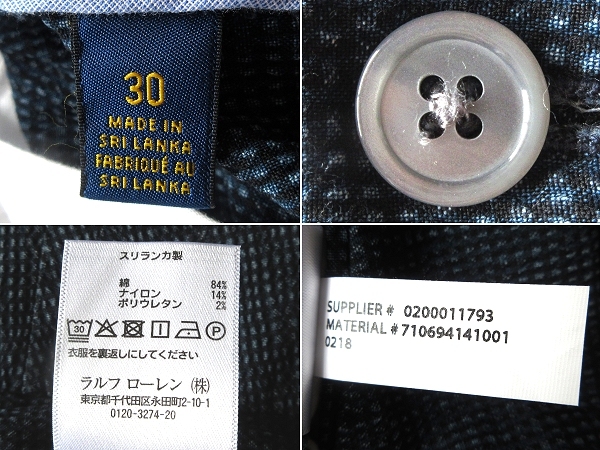 30
MADE IN
SRI LANKA
FABRIQUÉ AU
SRI LANKA
スリランカ製
綿 84%
ナイロン 14%
ポリウレタン 2%
30 P
衣服を裏返しにしてください
ラルフ ローレン (株)
東京都千代田区永田町2-10-1
0120-3274-20
SUPPLIER# 0200011793
MATERIAL #710694141001
0218